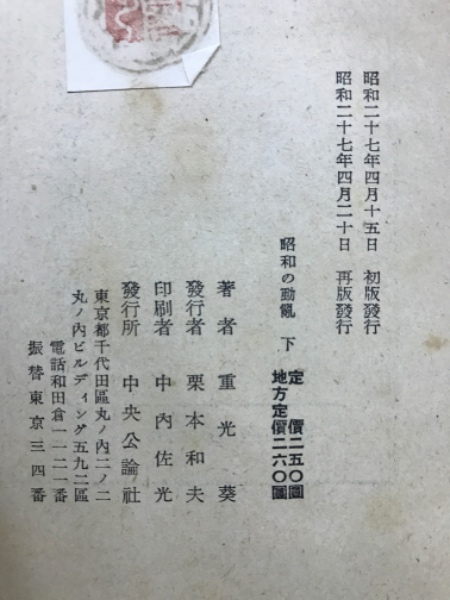 昭和二十七年四月十五日　初版發行
昭和二十七年四月二十日　再版發行
昭和の動亂　下
定　價二五〇圓
地方定價二六〇圓
著者　重光葵
發行者　栗本和夫
印刷者　中内佐光
發行所　中央公論社
東京都千代田區丸ノ内二ノ二
丸ノ内ビルディング五九二區
電話和田倉一一二一番
振替東京三四番